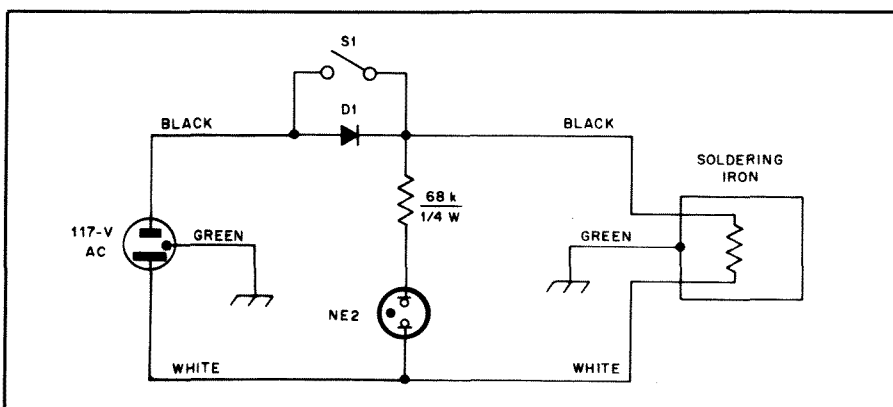 S1
D1
BLACK
BLACK
SOLDERING
IRON
68 k
1/4 W
117-V
AC
GREEN
GREEN
NE2
WHITE
WHITE